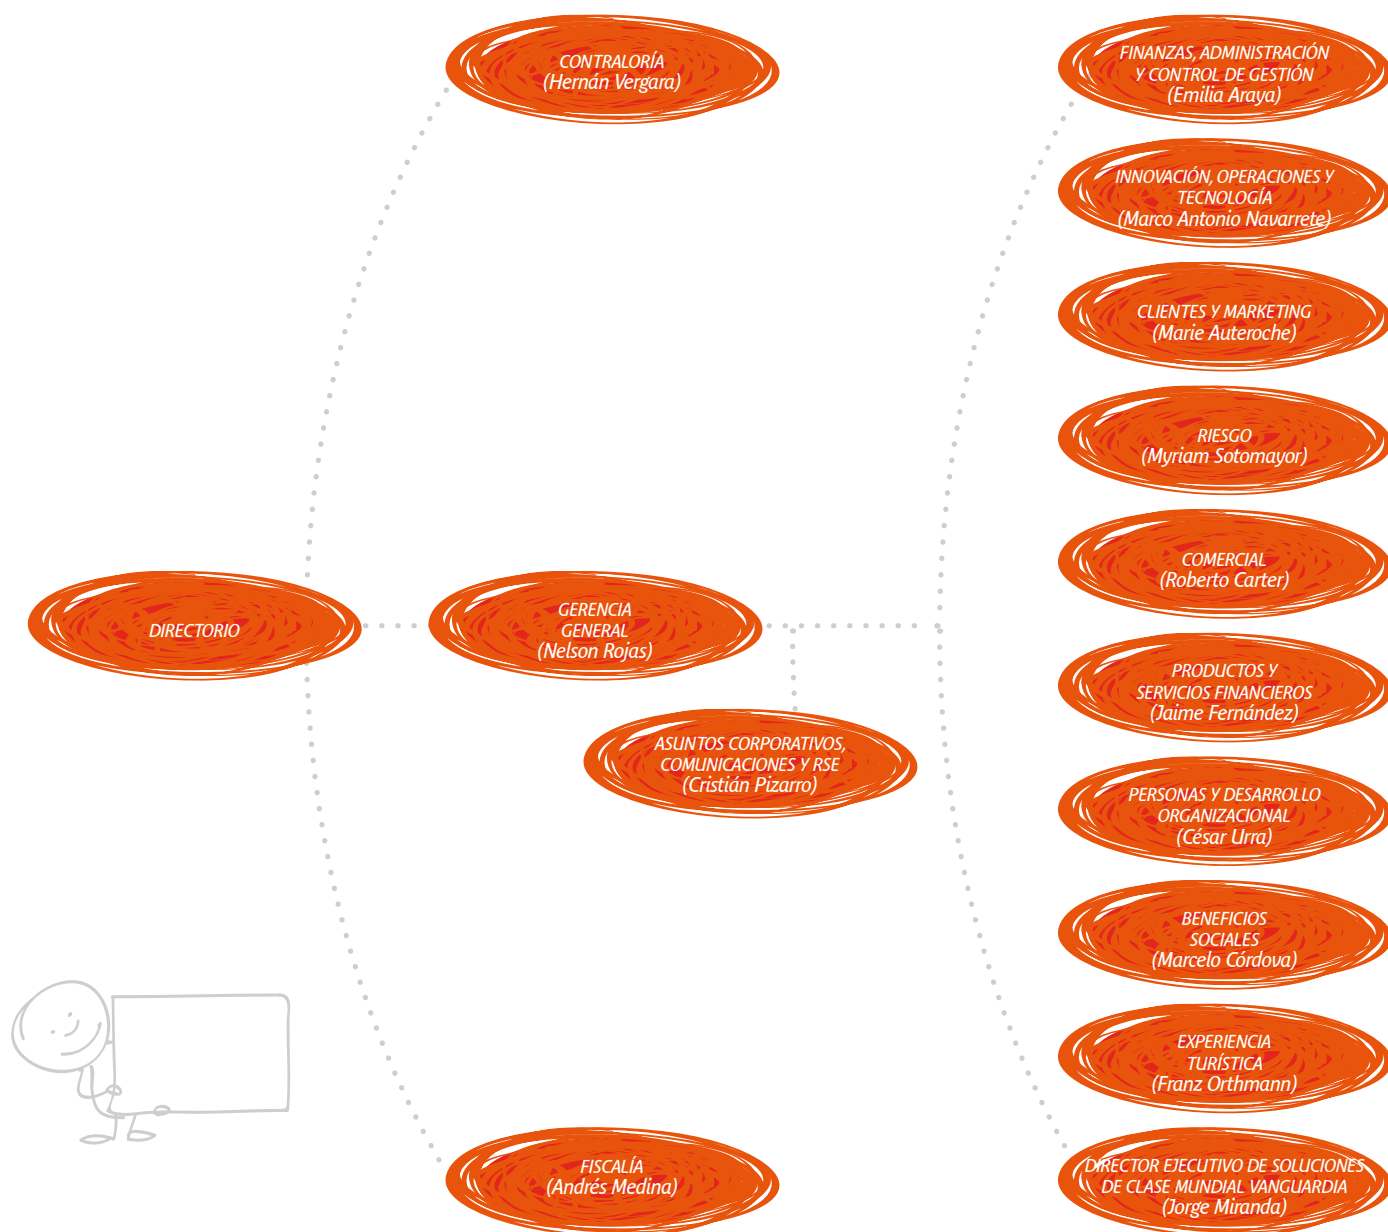 CONTRALORÍA
(Hernán Vergara)
DIRECTORIO
GERENCIA
GENERAL
(Nelson Rojas)
ASUNTOS CORPORATIVOS,
COMUNICACIONES Y RSE
(Cristián Pizarro)
FISCALÍA
(Andrés Medina)
FINANZAS, ADMINISTRACIÓN
Y CONTROL DE GESTIÓN
(Emilia Araya)
INNOVACIÓN, OPERACIONES Y
TECNOLOGÍA
(Marco Antonio Navarrete)
CLIENTES Y MARKETING
(Marie Auteroche)
RIESGO
(Myriam Sotomayor)
COMERCIAL
(Roberto Carter)
PRODUCTOS Y
SERVICIOS FINANCIEROS
(Jaime Fernández)
PERSONAS Y DESARROLLO
ORGANIZACIONAL
(César Urra)
BENEFICIOS
SOCIALES
(Marcelo Córdova)
EXPERIENCIA
TURÍSTICA
(Franz Orthmann)
DIRECTOR EJECUTIVO DE SOLUCIONES
DE CLASE MUNDIAL VANGUARDIA
(Jorge Miranda)